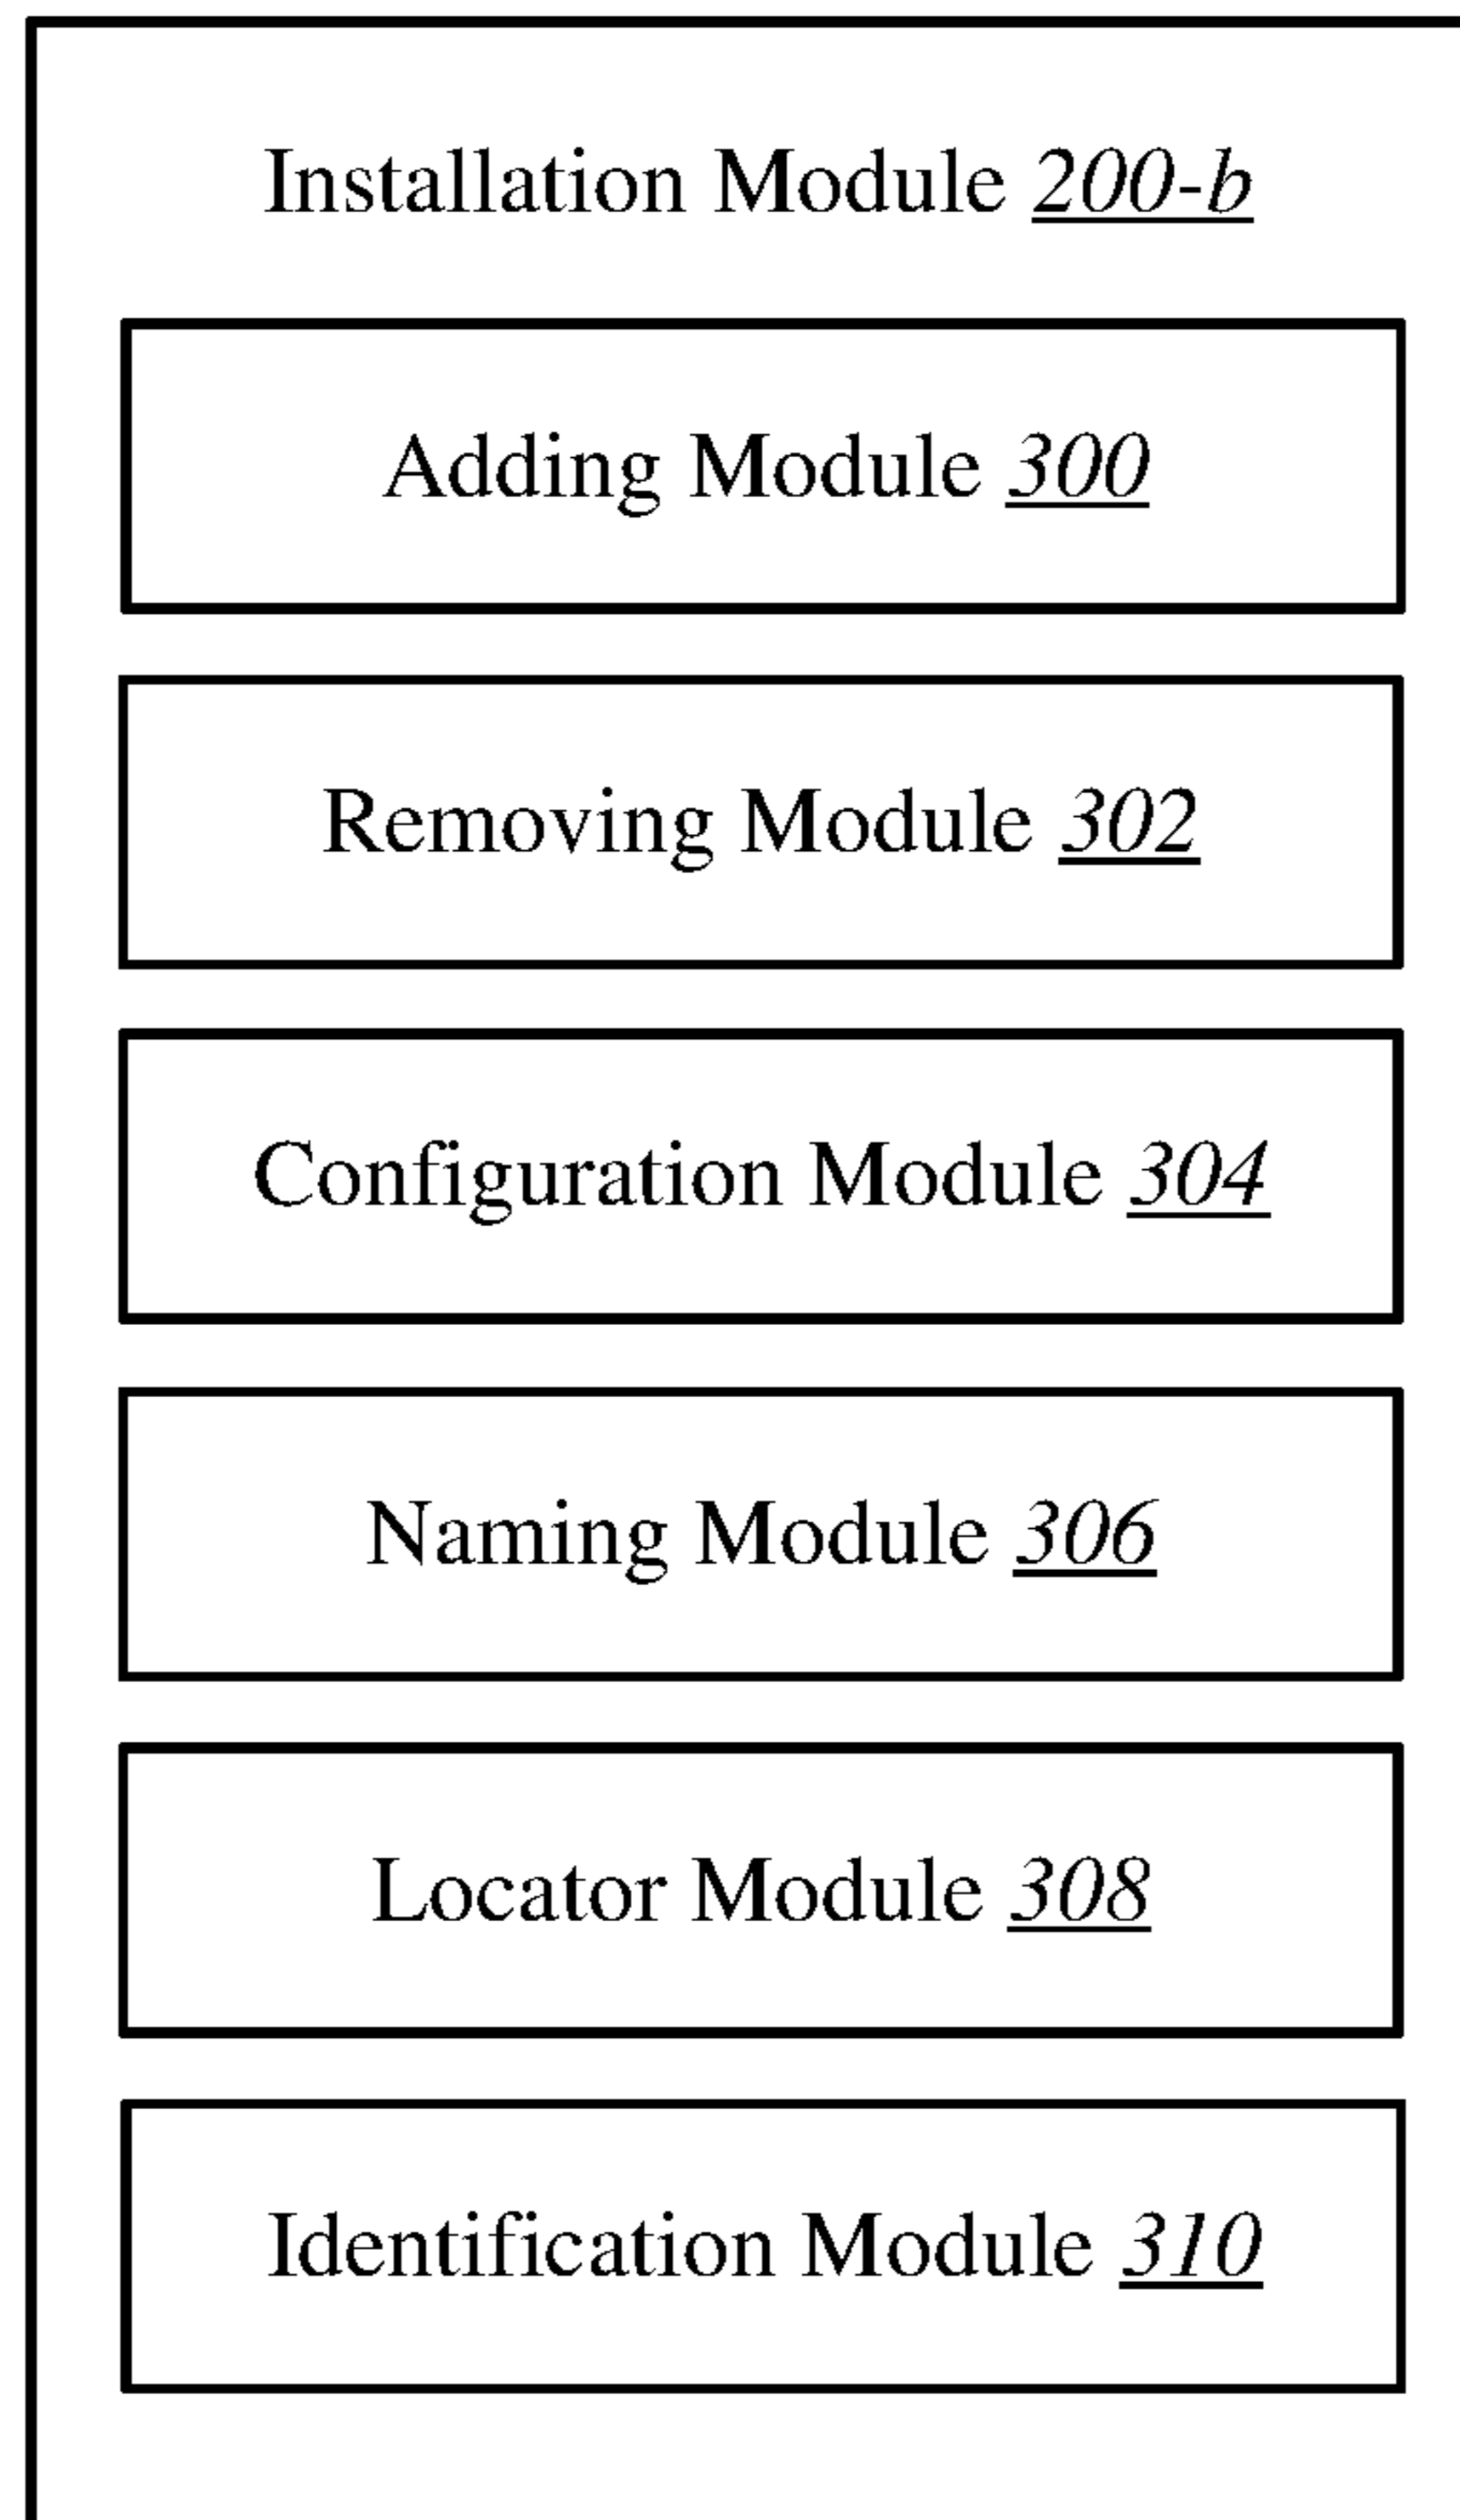 Installation Module 200-b
Adding Module 300
Removing Module 302
Configuration Module 304
Naming Module 306
Locator Module 308
Identification Module 310